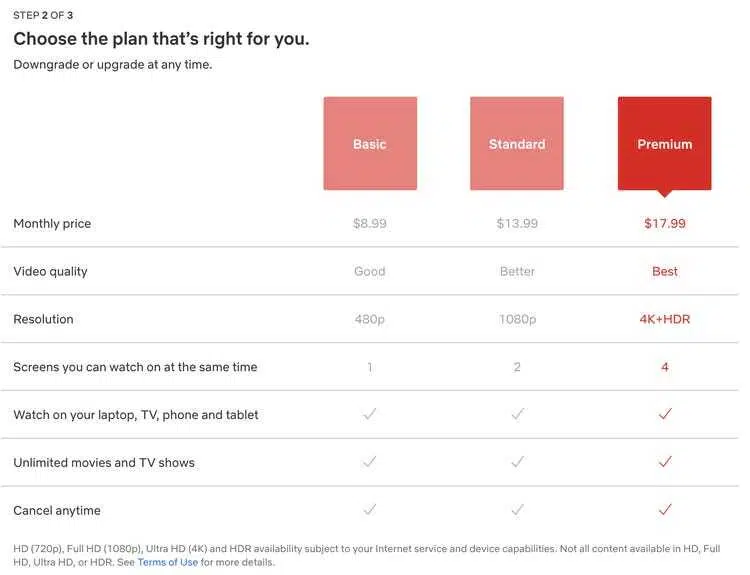 STEP 2 OF 3
Choose the plan that's right for you.
Downgrade or upgrade at any time.
Basic Standard Premium
Monthly price $8.99 $13.99 $17.99
Video quality Good Better Best
Resolution 480p 1080p 4K+HDR
Screens you can watch on at the same time 1 2 4
Watch on your laptop, TV, phone and tablet
Unlimited movies and TV shows
Cancel anytime
HD (720p), Full HD (1080p), Ultra HD (4K) and HDR availability subject to your Internet service and device capabilities. Not all content available in HD, Full
HD, Ultra HD, or HDR. See Terms of Use for more details.